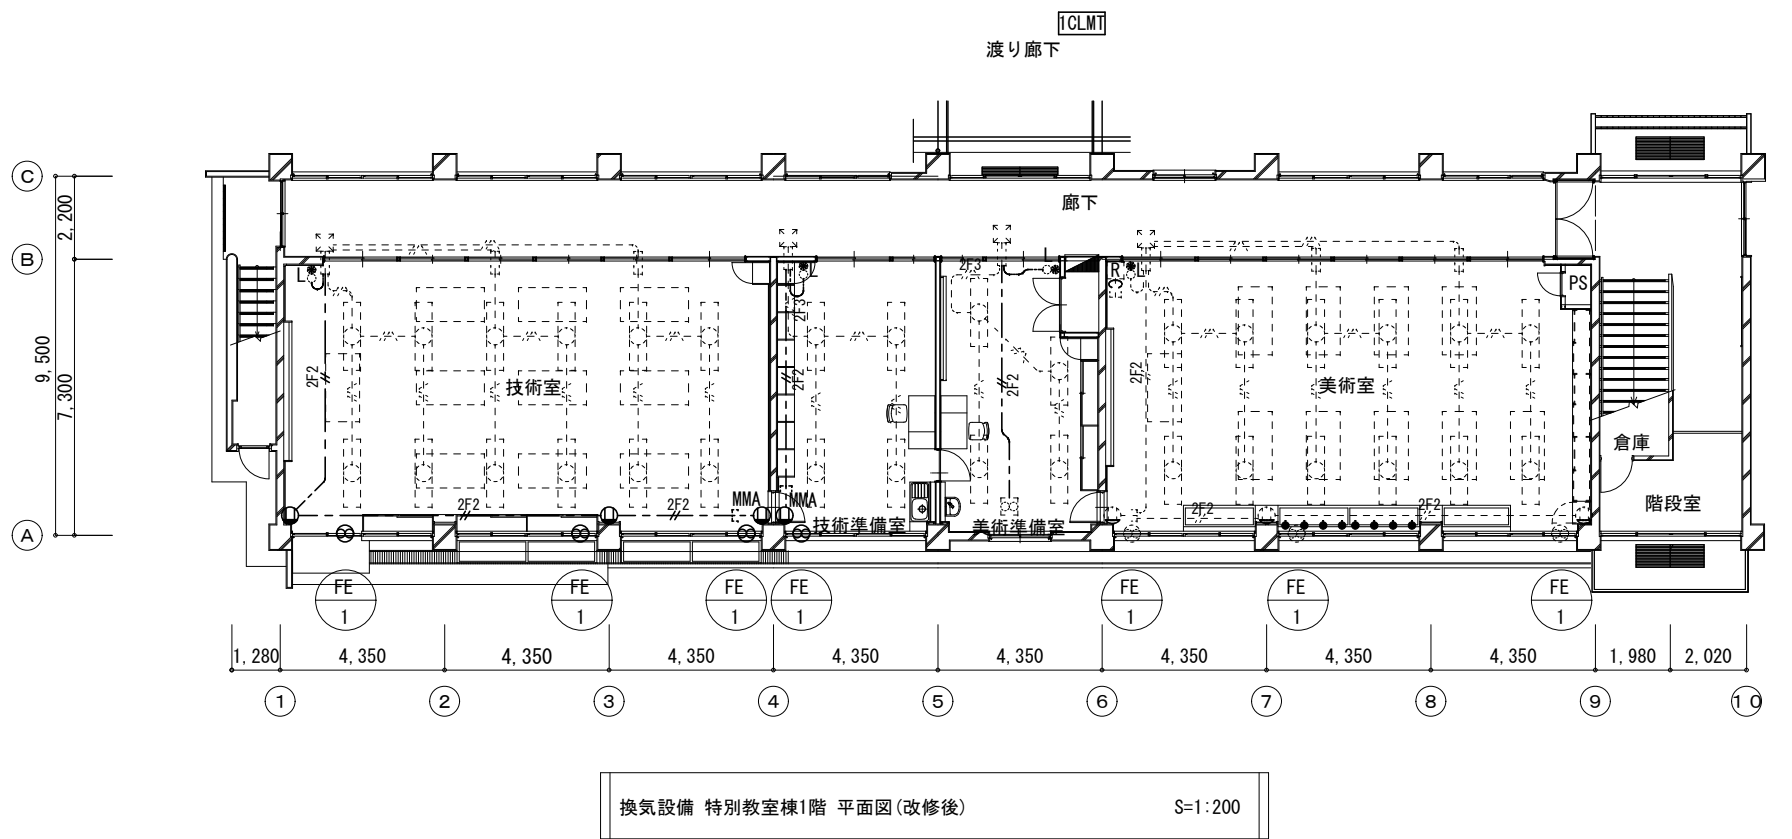 1CLMT
渡り廊下
C
2,200
廊下
B
L
L
2F3
L
R
L
PS
2F3
9,500
7,300
2F2
技術室
2F2
2F2
2F2
美術室
倉庫
2F2
2F2
MMA
MMA
2F2
2F2
階段室
技術準備室
美術準備室
A
FE
1
FE
1
FE
1
FE
1
FE
1
FE
1
FE
1
1,280
4,350
4,350
4,350
4,350
4,350
4,350
4,350
4,350
1,980
2,020
1
2
3
4
5
6
7
8
9
10
換気設備 特別教室棟1階 平面図(改修後) S=1:200